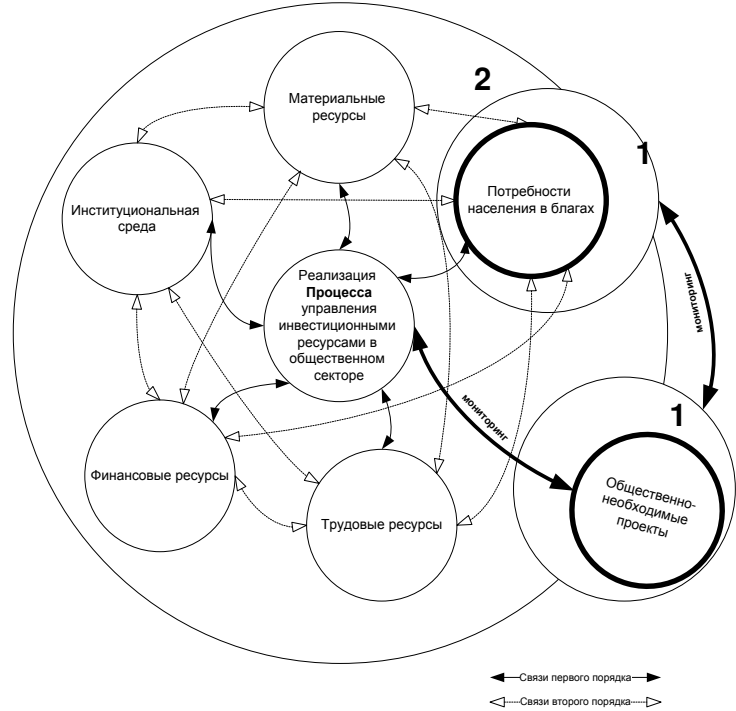 2
Материальные
ресурсы
1
Потребности
населения в благах
Институциональная
среда
Реализация
Процесса
управления
инвестиционными
ресурсами в
общественном
секторе
мониторинг
мониторинг
1
Финансовые ресурсы
Трудовые ресурсы
Общественно-
необходимые
проекты
Связи первого порядка
Связи второго порядка